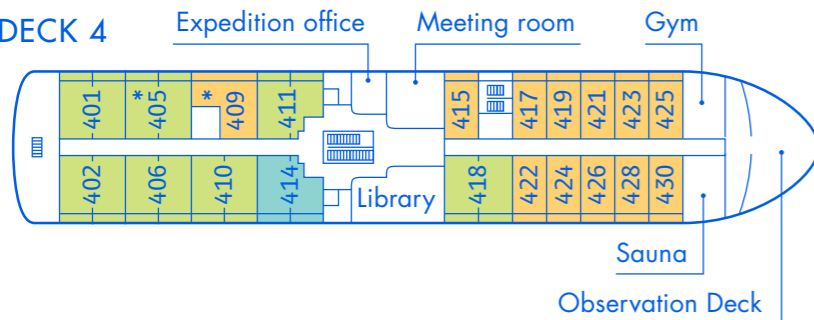 DECK 4
Expedition office
Meeting room
Gym
401
* 405
* 409
411
415
417
419
421
423
425
402
406
410
414
Library
418
422
424
426
428
430
Sauna
Observation Deck